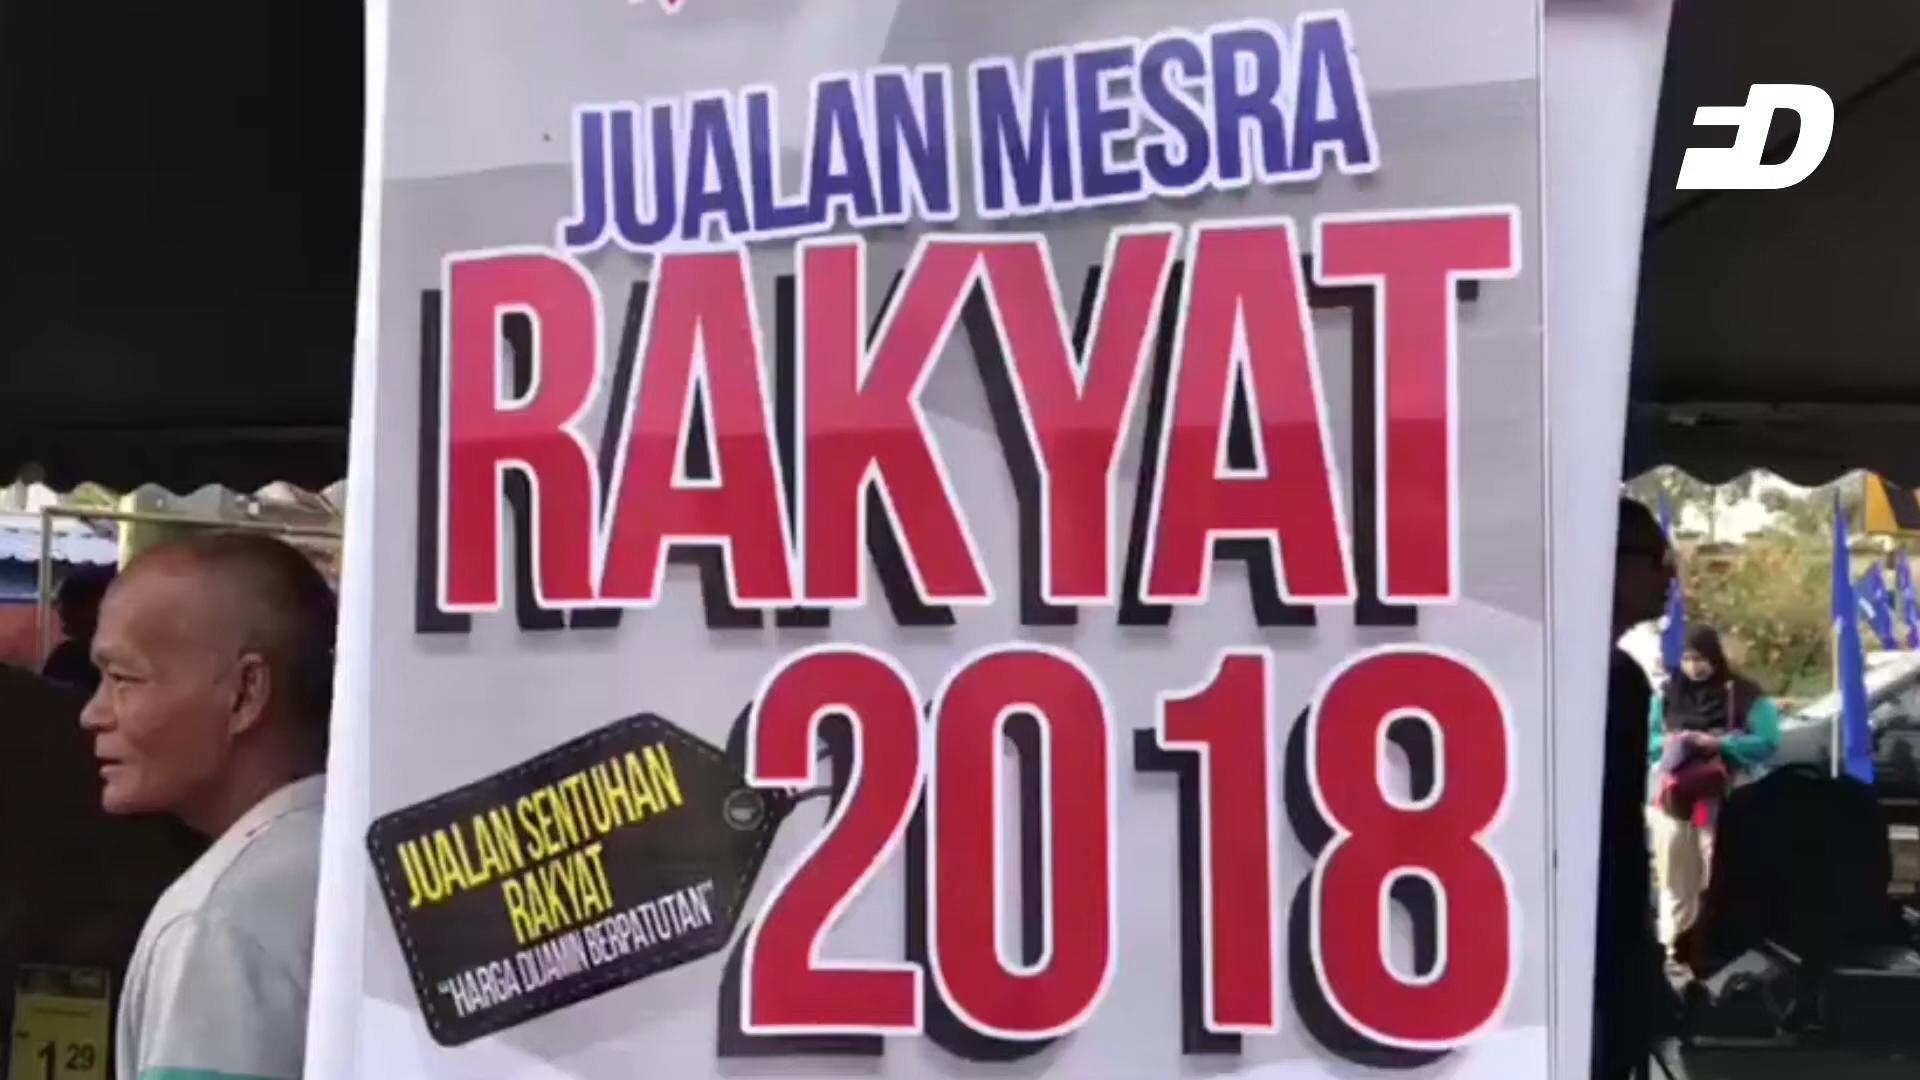 JUALAN MESRA
RAKYAT
2018
JUALAN SENTUHAN
RAKYAT
"HARGA DIJAMIN BERPATUTAN"
1 29